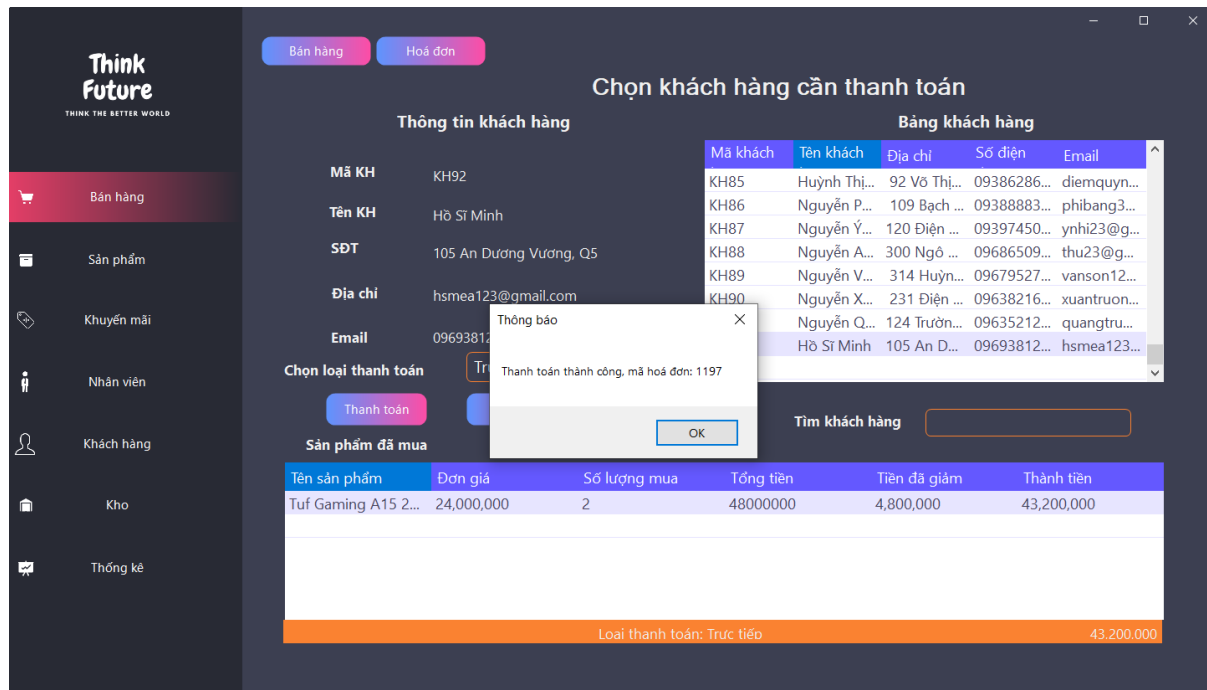 Think
Future
THINK THE BETTER WORLD
Bán hàng
Sản phẩm
Khuyến mãi
Nhân viên
Khách hàng
Kho
Thống kê
Bán hàng Hoá đơn
Chọn khách hàng cần thanh toán
Thông tin khách hàng
Mã KH KH92
Tên KH Hồ Sĩ Minh
SĐT 105 An Dương Vương, Q5
Địa chỉ hsmea123@gmail.com
Email 09693812
Chọn loại thanh toán
Thanh toán
Sản phẩm đã mua
Bảng khách hàng
Mã khách Tên khách Địa chỉ Số điện Email
KH85 Huỳnh Thị... 92 Võ Thị... 09386286... diemquyn...
KH86 Nguyễn P... 109 Bạch ... 09388883... phibang3...
KH87 Nguyễn Ý... 120 Điện ... 09397450... ynhi23@g...
KH88 Nguyễn A... 300 Ngô ... 09686509... thu23@g...
KH89 Nguyễn V... 314 Huỳn... 09679527... vanson12...
KH90 Nguyễn X... 231 Điện ... 09638216... xuantruon...
Nguyễn Q... 124 Trườn... 09635212... quangtru...
Hồ Sĩ Minh 105 An D... 09693812... hsmea123...
Tìm khách hàng
Thông báo
Thanh toán thành công, mã hoá đơn: 1197
OK
Tên sản phẩm Đơn giá Số lượng mua Tổng tiền Tiền đã giảm Thành tiền
Tuf Gaming A15 2... 24,000,000 2 48000000 4,800,000 43,200,000
Loại thanh toán: Trực tiếp 43.200.000